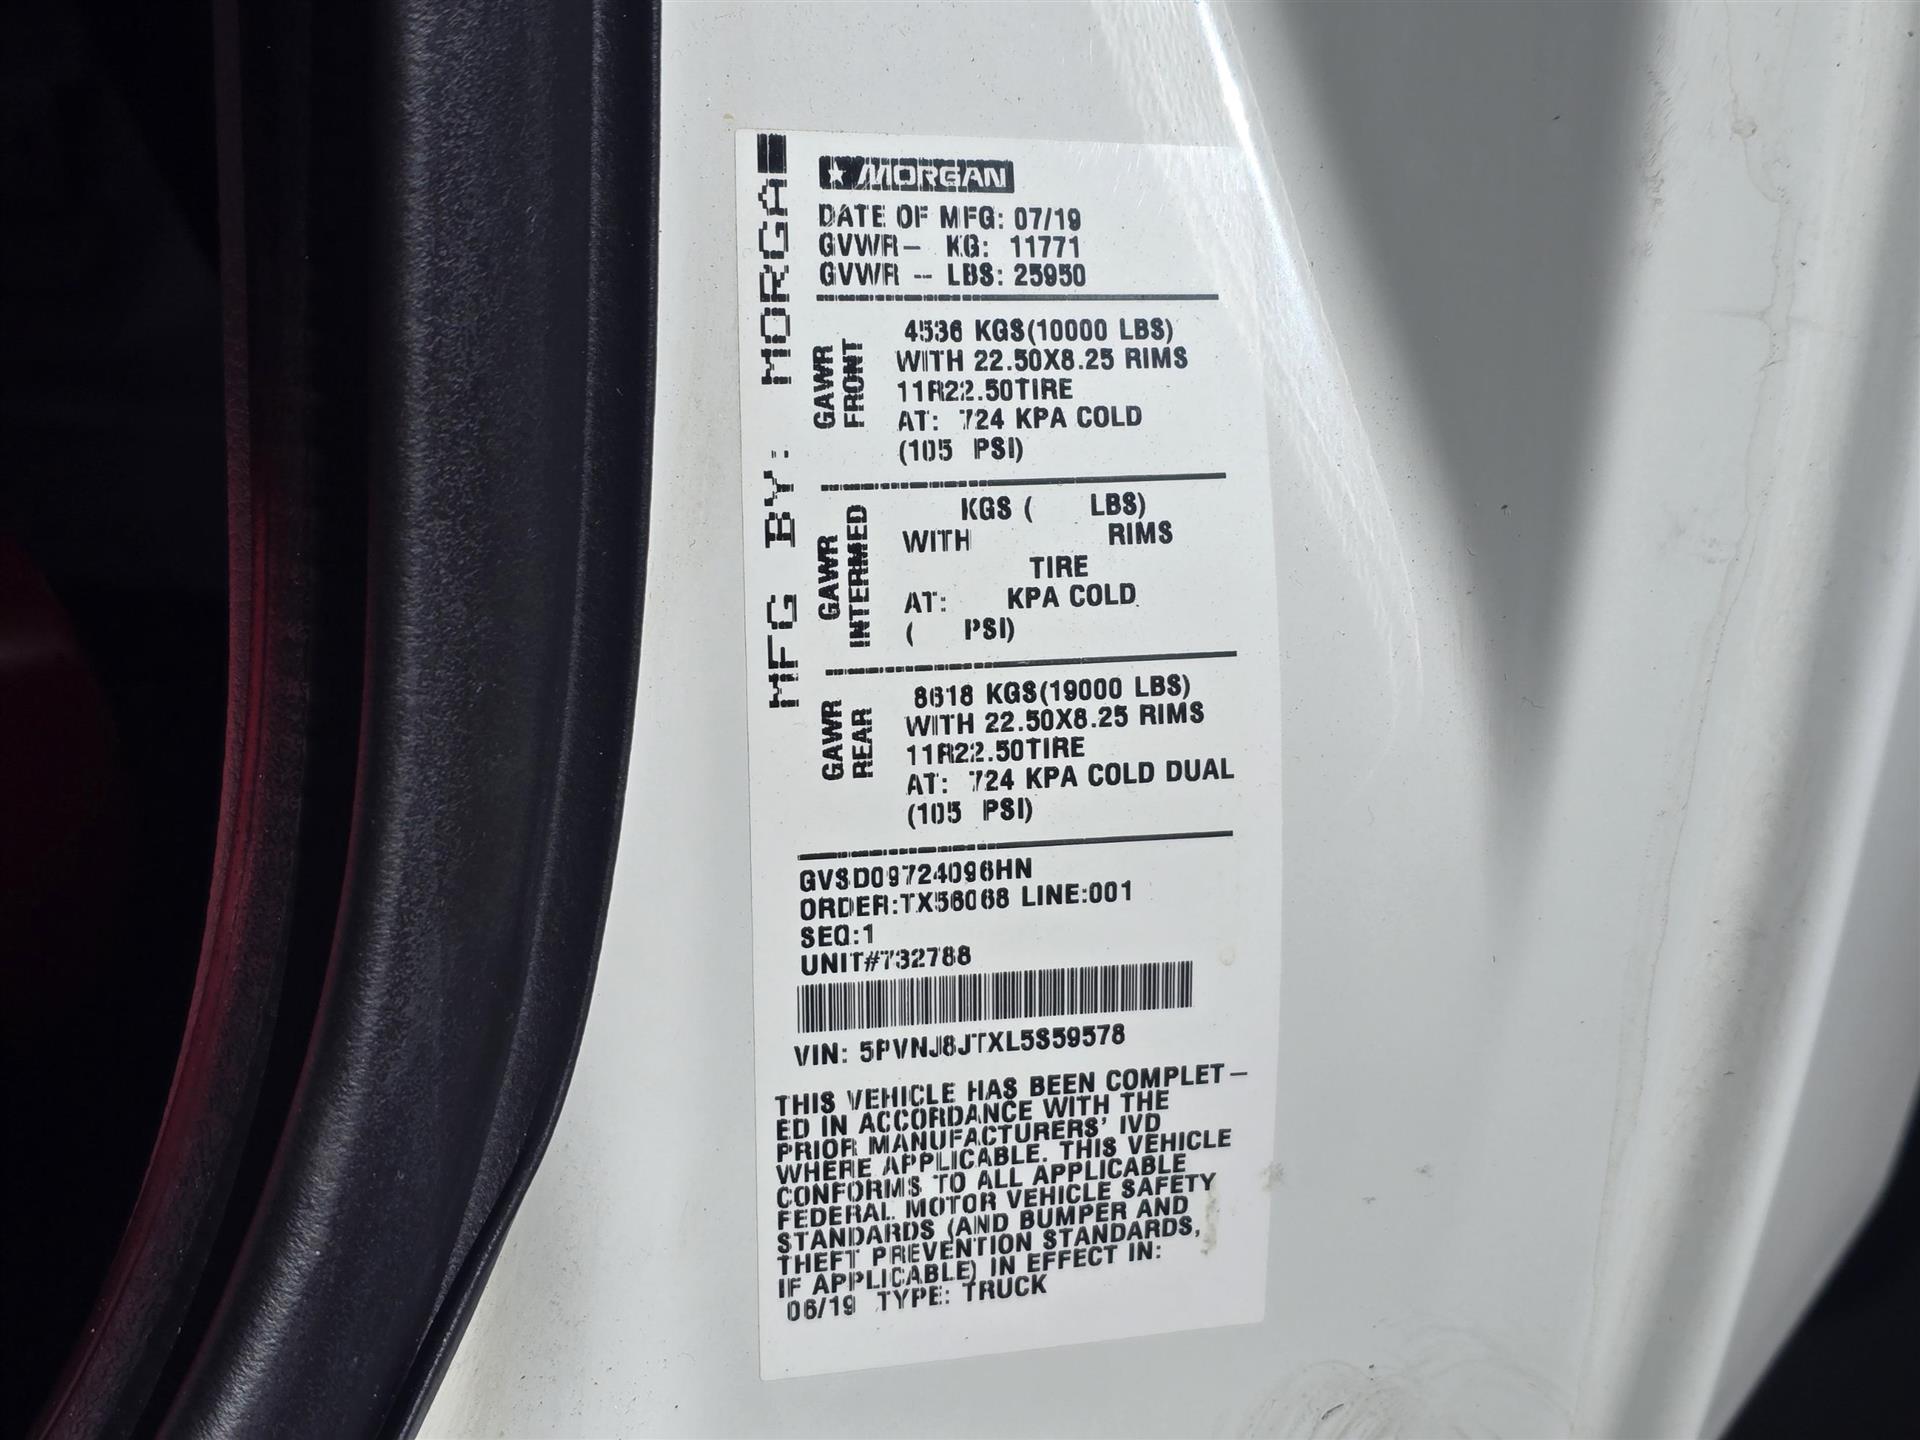 MFG BY: MORGA
MORGAN
DATE OF MFG: 07/19
GVWR- KG: 11771
GVWR -- LBS: 25950
GAWR
FRONT
4536 KGS(10000 LBS)
WITH 22.50X8.25 RIMS
11R22.50TIRE
AT: 724 KPA COLD
(105 PSI)
GAWR
INTERMED
KGS ( LBS)
WITH RIMS
TIRE
AT: KPA COLD
( PSI)
GAWR
REAR
8618 KGS(19000 LBS)
WITH 22.50X8.25 RIMS
11R22.50TIRE
AT: 724 KPA COLD DUAL
(105 PSI)
GVSD09724096HN
ORDER:TX56068 LINE:001
SEQ:1
UNIT#732788
VIN: 5PVNJ8JTXL5S59578
THIS VEHICLE HAS BEEN COMPLET-
ED IN ACCORDANCE WITH THE
PRIOR MANUFACTURERS' IVD
WHERE APPLICABLE. THIS VEHICLE
CONFORMS TO ALL APPLICABLE
FEDERAL MOTOR VEHICLE SAFETY
STANDARDS (AND BUMPER AND
THEFT PREVENTION STANDARDS,
IF APPLICABLE) IN EFFECT IN:
06/19 TYPE: TRUCK